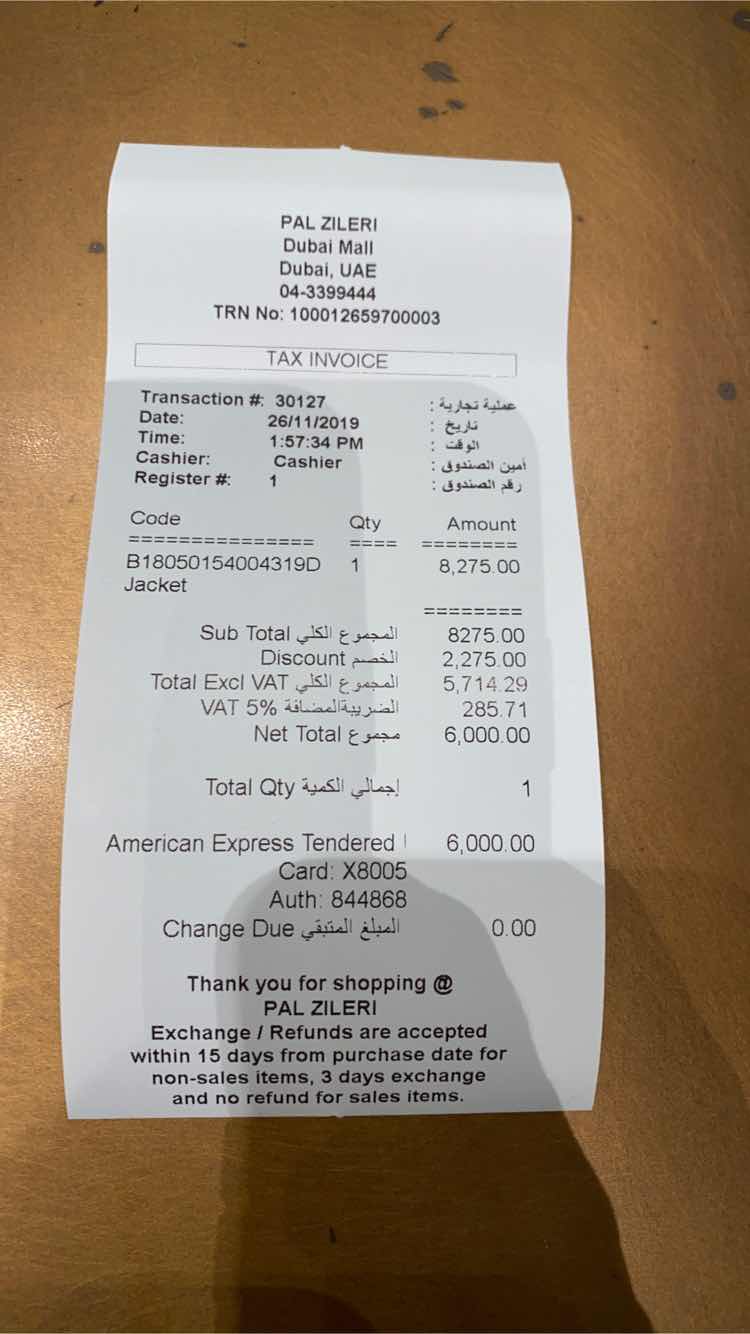 PAL ZILERI
Dubai Mall
Dubai, UAE
04-3399444
TRN No: 100012659700003
TAX INVOICE
Transaction #: 30127 عملية تجارية :
Date: 26/11/2019 تاريخ :
Time: 1:57:34 PM الوقت :
Cashier: Cashier أمين الصندوق :
Register #: 1 رقم الصندوق :
Code Qty Amount
=============== ==== ========
B18050154004319D 1 8,275.00
Jacket
========
Sub Total المجموع الكلي 8275.00
Discount الخصم 2,275.00
Total Excl VAT المجموع الكلي 5,714.29
VAT 5% الضريبةالمضافة 285.71
Net Total مجموع 6,000.00
Total Qty إجمالي الكمية 1
American Express Tendered 6,000.00
Card: X8005
Auth: 844868
Change Due المبلغ المتبقي 0.00
Thank you for shopping @
PAL ZILERI
Exchange / Refunds are accepted
within 15 days from purchase date for
non-sales items, 3 days exchange
and no refund for sales items.